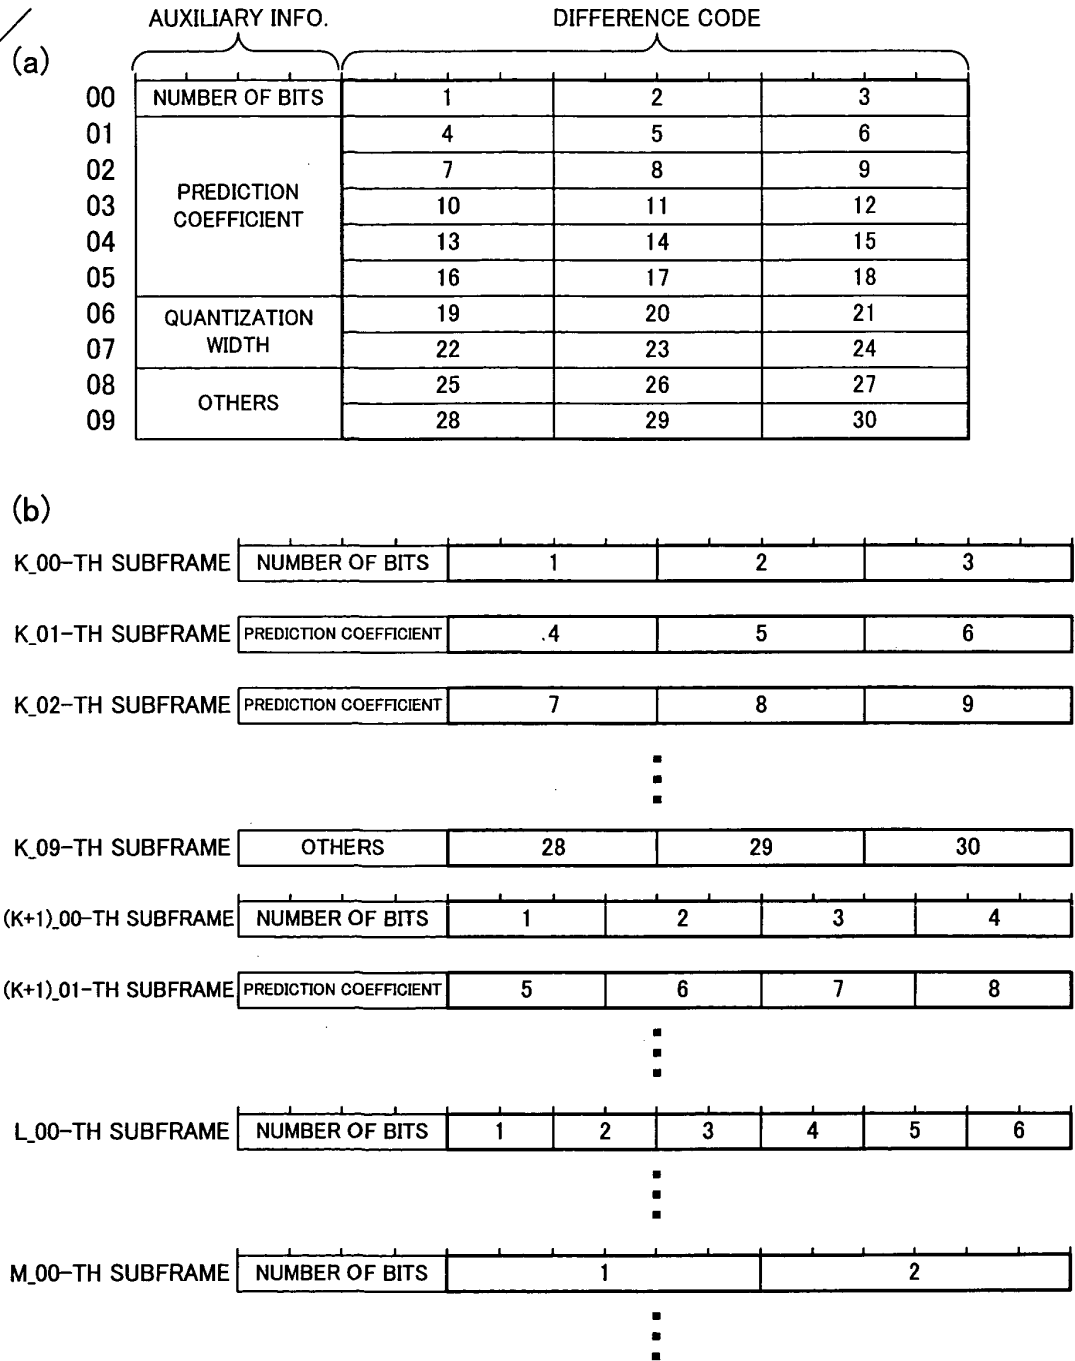 AUXILIARY INFO. DIFFERENCE CODE
(a)
00 NUMBER OF BITS 1 2 3
01 4 5 6
02 7 8 9
PREDICTION
03 10 11 12
COEFFICIENT
04 13 14 15
05 16 17 18
06 19 20 21
QUANTIZATION
WIDTH
07 22 23 24
08 25 26 27
OTHERS
09 28 29 30
(b)
K_00-TH SUBFRAME NUMBER OF BITS 1 2 3
K_01-TH SUBFRAME PREDICTION COEFFICIENT 4 5 6
K_02-TH SUBFRAME PREDICTION COEFFICIENT 7 8 9
K_09-TH SUBFRAME OTHERS 28 29 30
(K+1)_00-TH SUBFRAME NUMBER OF BITS 1 2 3 4
(K+1)_01-TH SUBFRAME PREDICTION COEFFICIENT 5 6 7 8
L_00-TH SUBFRAME NUMBER OF BITS 1 2 3 4 5 6
M_00-TH SUBFRAME NUMBER OF BITS 1 2